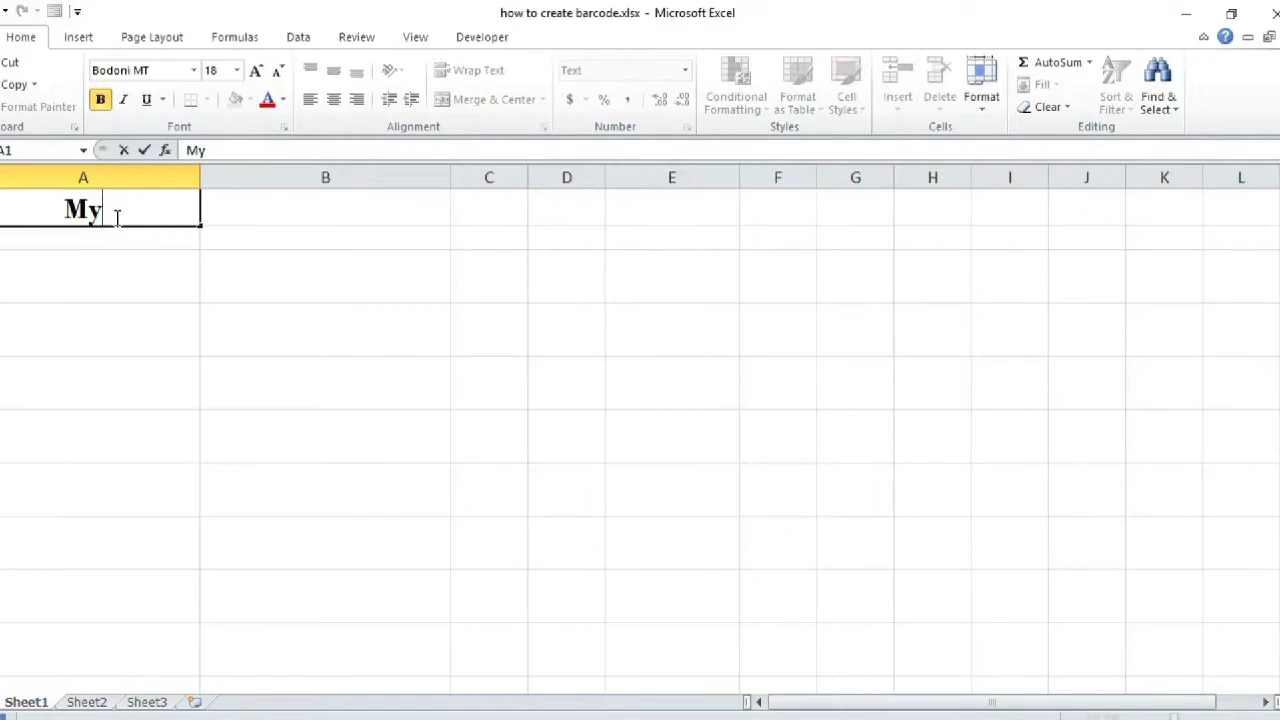 how to create barcode.xlsx - Microsoft Excel
Home Insert Page Layout Formulas Data Review View Developer
Cut
Copy
Format Painter
Bodoni MT 18
B I U A
Wrap Text
Merge & Center
Text
$ % ,
Conditional Formatting
Format as Table
Cell Styles
Insert Delete Format
Σ AutoSum
Fill
Clear
Sort & Filter
Find & Select
oard Font Alignment Number Styles Cells Editing
A1 fx My
A B C D E F G H I J K L
My
Sheet1 Sheet2 Sheet3